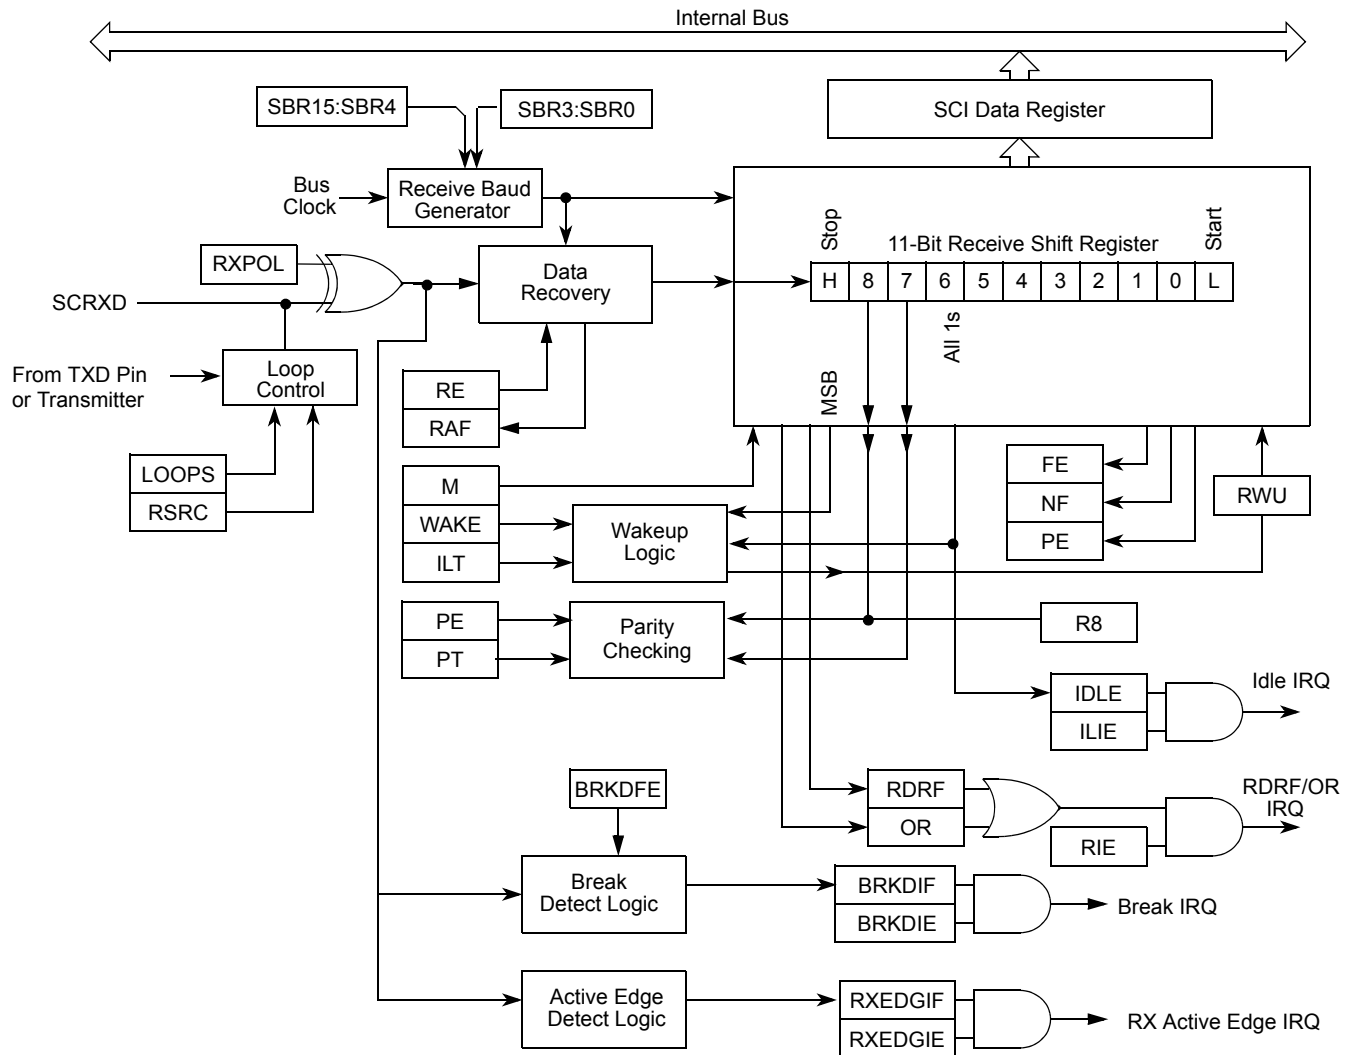 Internal Bus
SBR15:SBR4
SBR3:SBR0
SCI Data Register
Bus
Clock
Receive Baud
Generator
RXPOL
SCRXD
Data
Recovery
Stop
11-Bit Receive Shift Register
Start
H 8 7 6 5 4 3 2 1 0 L
All 1s
MSB
From TXD Pin
or Transmitter
Loop
Control
RE
RAF
LOOPS
RSRC
M
WAKE
ILT
Wakeup
Logic
FE
NF
PE
RWU
PE
PT
Parity
Checking
R8
IDLE
ILIE
Idle IRQ
BRKDFE
RDRF
OR
RIE
RDRF/OR
IRQ
Break
Detect Logic
BRKDIF
BRKDIE
Break IRQ
Active Edge
Detect Logic
RXEDGIF
RXEDGIE
RX Active Edge IRQ